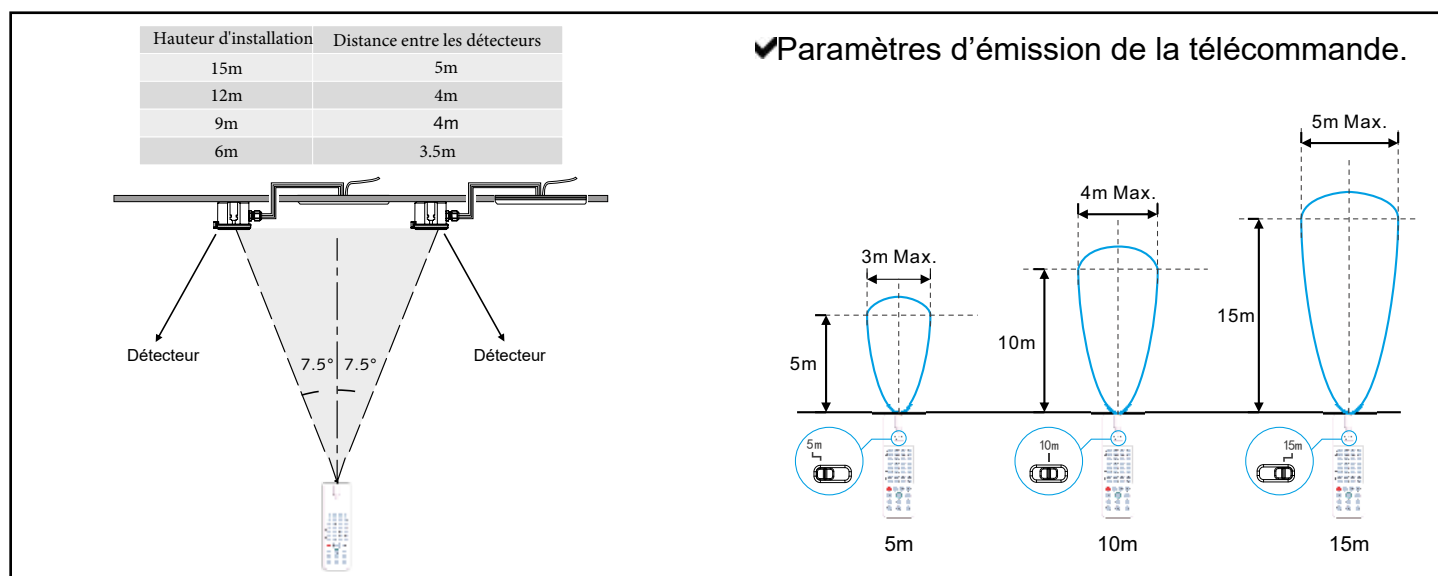 Hauteur d'installation Distance entre les détecteurs
15m 5m
12m 4m
9m 4m
6m 3.5m
Détecteur
Détecteur
7.5° 7.5°
✔Paramètres d’émission de la télécommande.
3m Max.
5m
5m
5m
4m Max.
10m
10m
10m
5m Max.
15m
15m
15m